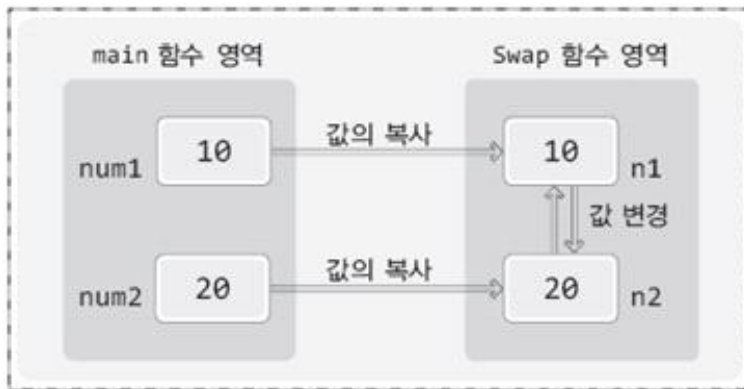 main 함수 영역
Swap 함수 영역
num1
10
값의 복사
10
n1
값 변경
num2
20
값의 복사
20
n2